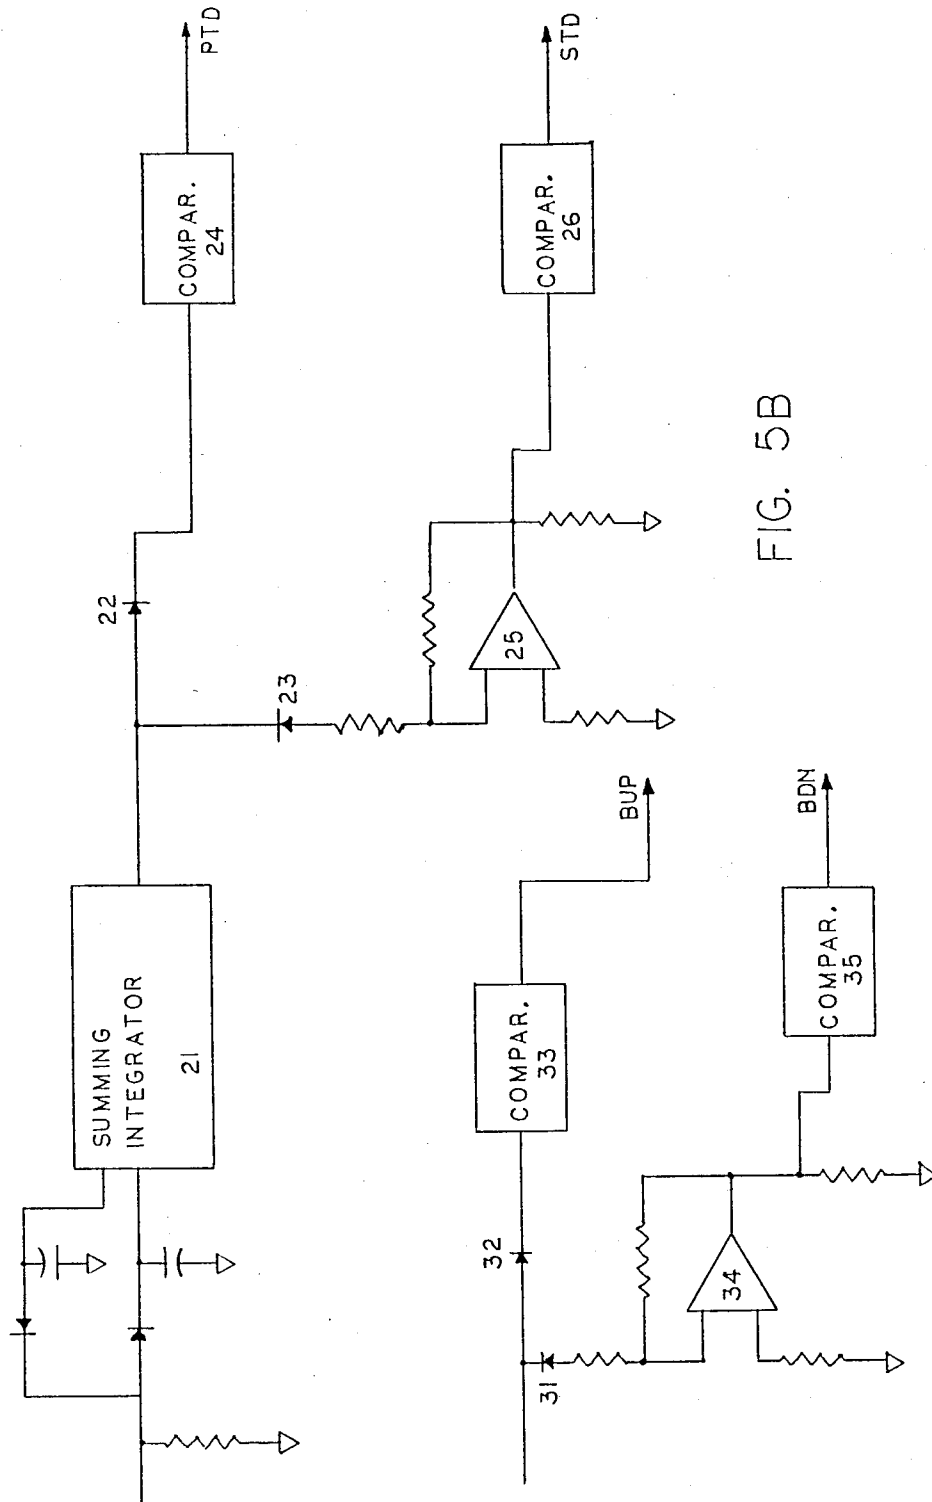 PTD
COMPAR.
24
22
STD
COMPAR.
26
23
25
SUMMING
INTEGRATOR
21
BUP
COMPAR.
33
32
BDN
COMPAR.
35
31
34
FIG. 5B